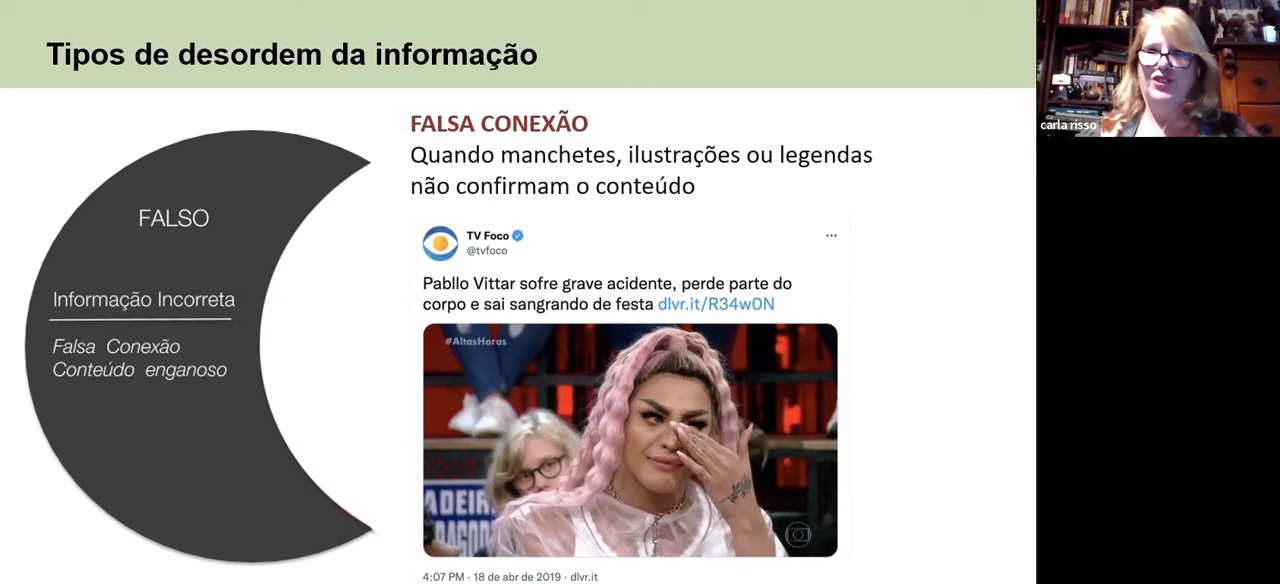 Tipos de desordem da informação
carla risso
FALSA CONEXÃO
Quando manchetes, ilustrações ou legendas
não confirmam o conteúdo
FALSO
Informação Incorreta
Falsa Conexão
Conteúdo enganoso
TV Foco
@tvfoco
Pabllo Vittar sofre grave acidente, perde parte do
corpo e sai sangrando de festa dlvr.it/R34w0N
#AltasHoras
ADEIR
4:07 PM · 18 de abr de 2019 · dlvr.it